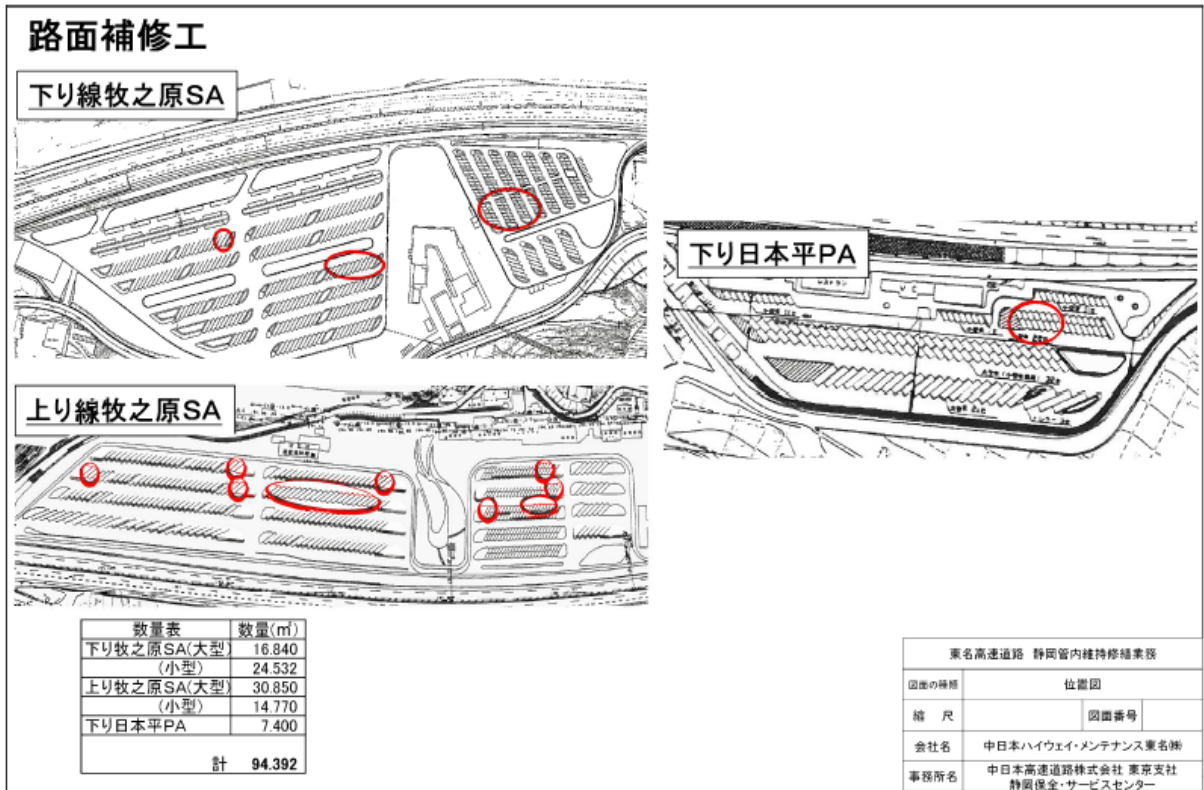 路面補修工
下り線牧之原SA
下り日本平PA
レストラン
上り線牧之原SA
数量表 数量(㎡)
下り牧之原SA(大型) 16.840
(小型) 24.532
上り牧之原SA(大型) 30.850
(小型) 14.770
下り日本平PA 7.400
計 94.392
東名高速道路 静岡管内維持修繕業務
図面の種類 位置図
縮 尺 図面番号
会社名 中日本ハイウェイ・メンテナンス東名㈱
事務所名 中日本高速道路株式会社 東京支社
静岡保全・サービスセンター